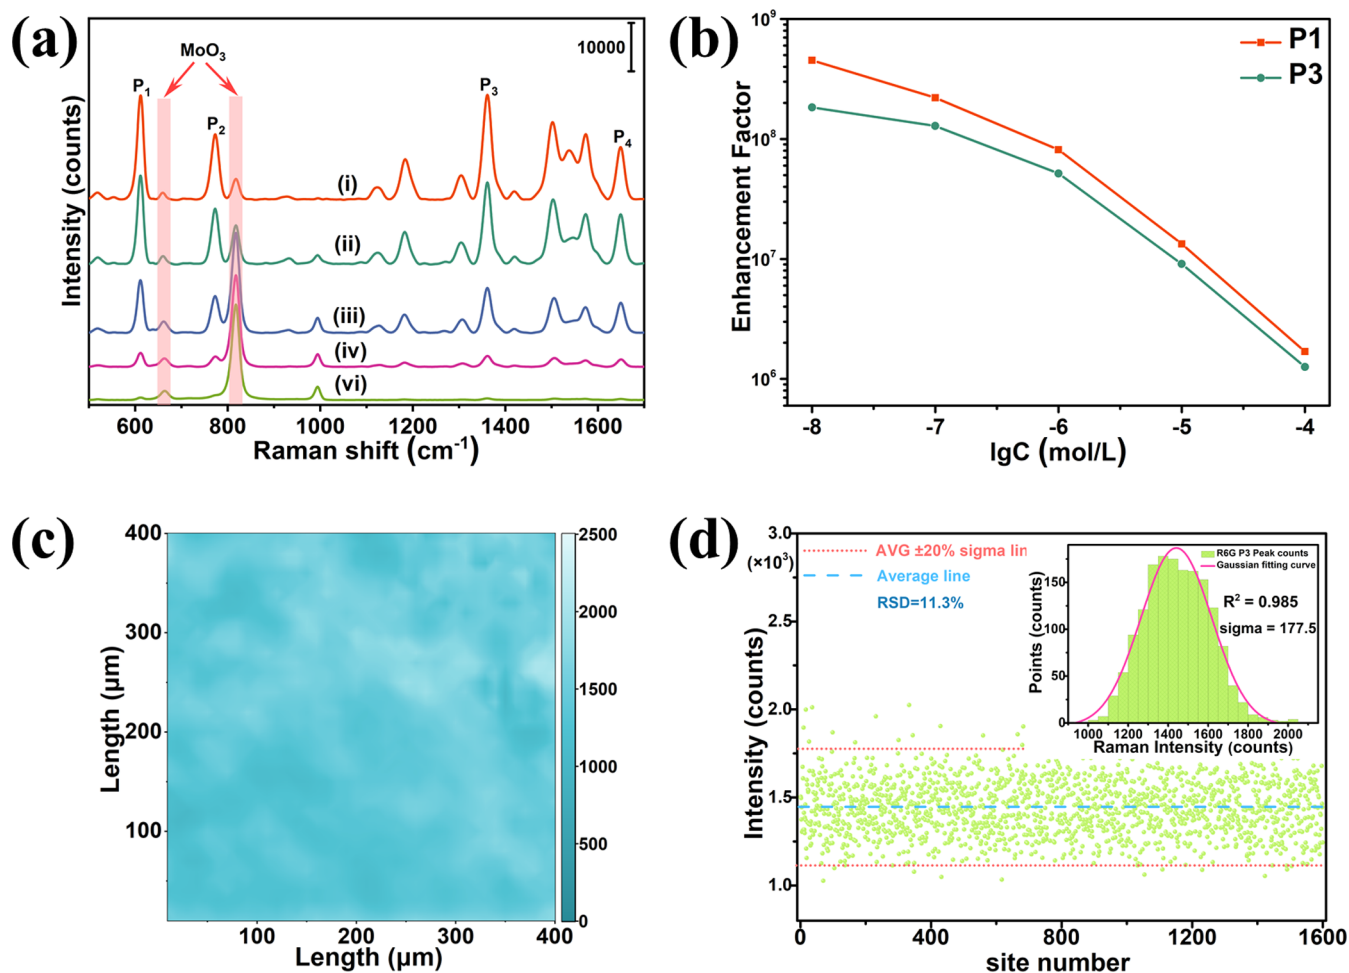 (a)
MoO3
10000
P1
P2
P3
P4
(i)
(ii)
(iii)
(iv)
(vi)
Intensity (counts)
600 800 1000 1200 1400 1600
Raman shift (cm-1)
(b)
P1
P3
10^9
10^8
10^7
10^6
Enhancement Factor
-8 -7 -6 -5 -4
lgC (mol/L)
(c)
400
300
200
100
Length (μm)
100 200 300 400
Length (μm)
2500
2000
1500
1000
500
0
(d)
3.0
(×10^3)
2.5
2.0
1.5
1.0
Intensity (counts)
AVG ±20% sigma lin
Average line
RSD=11.3%
0 400 800 1200 1600
site number
R6G P3 Peak counts
Gaussian fitting curve
R2 = 0.985
sigma = 177.5
150
100
50
0
Points (counts)
1000 1200 1400 1600 1800 2000
Raman Intensity (counts)